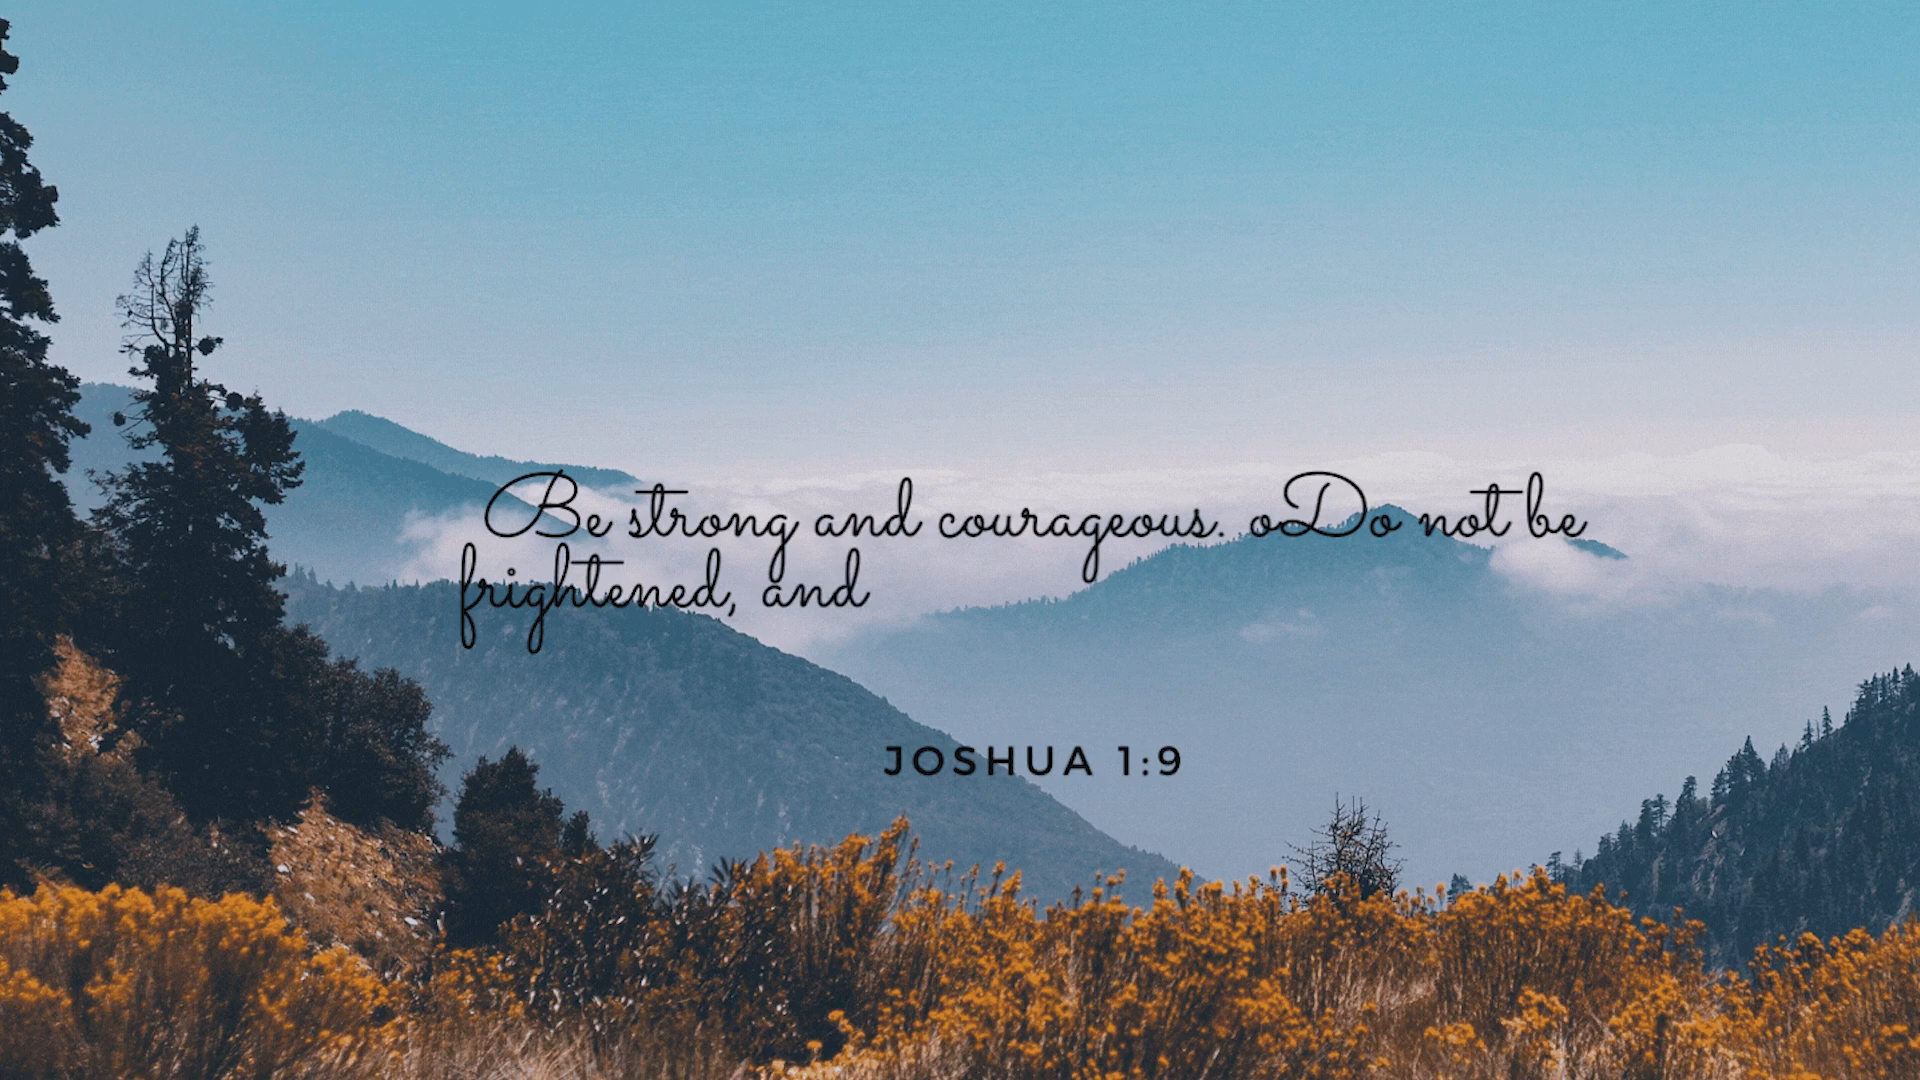 Be strong and courageous. oDo not be
frightened, and
JOSHUA 1:9